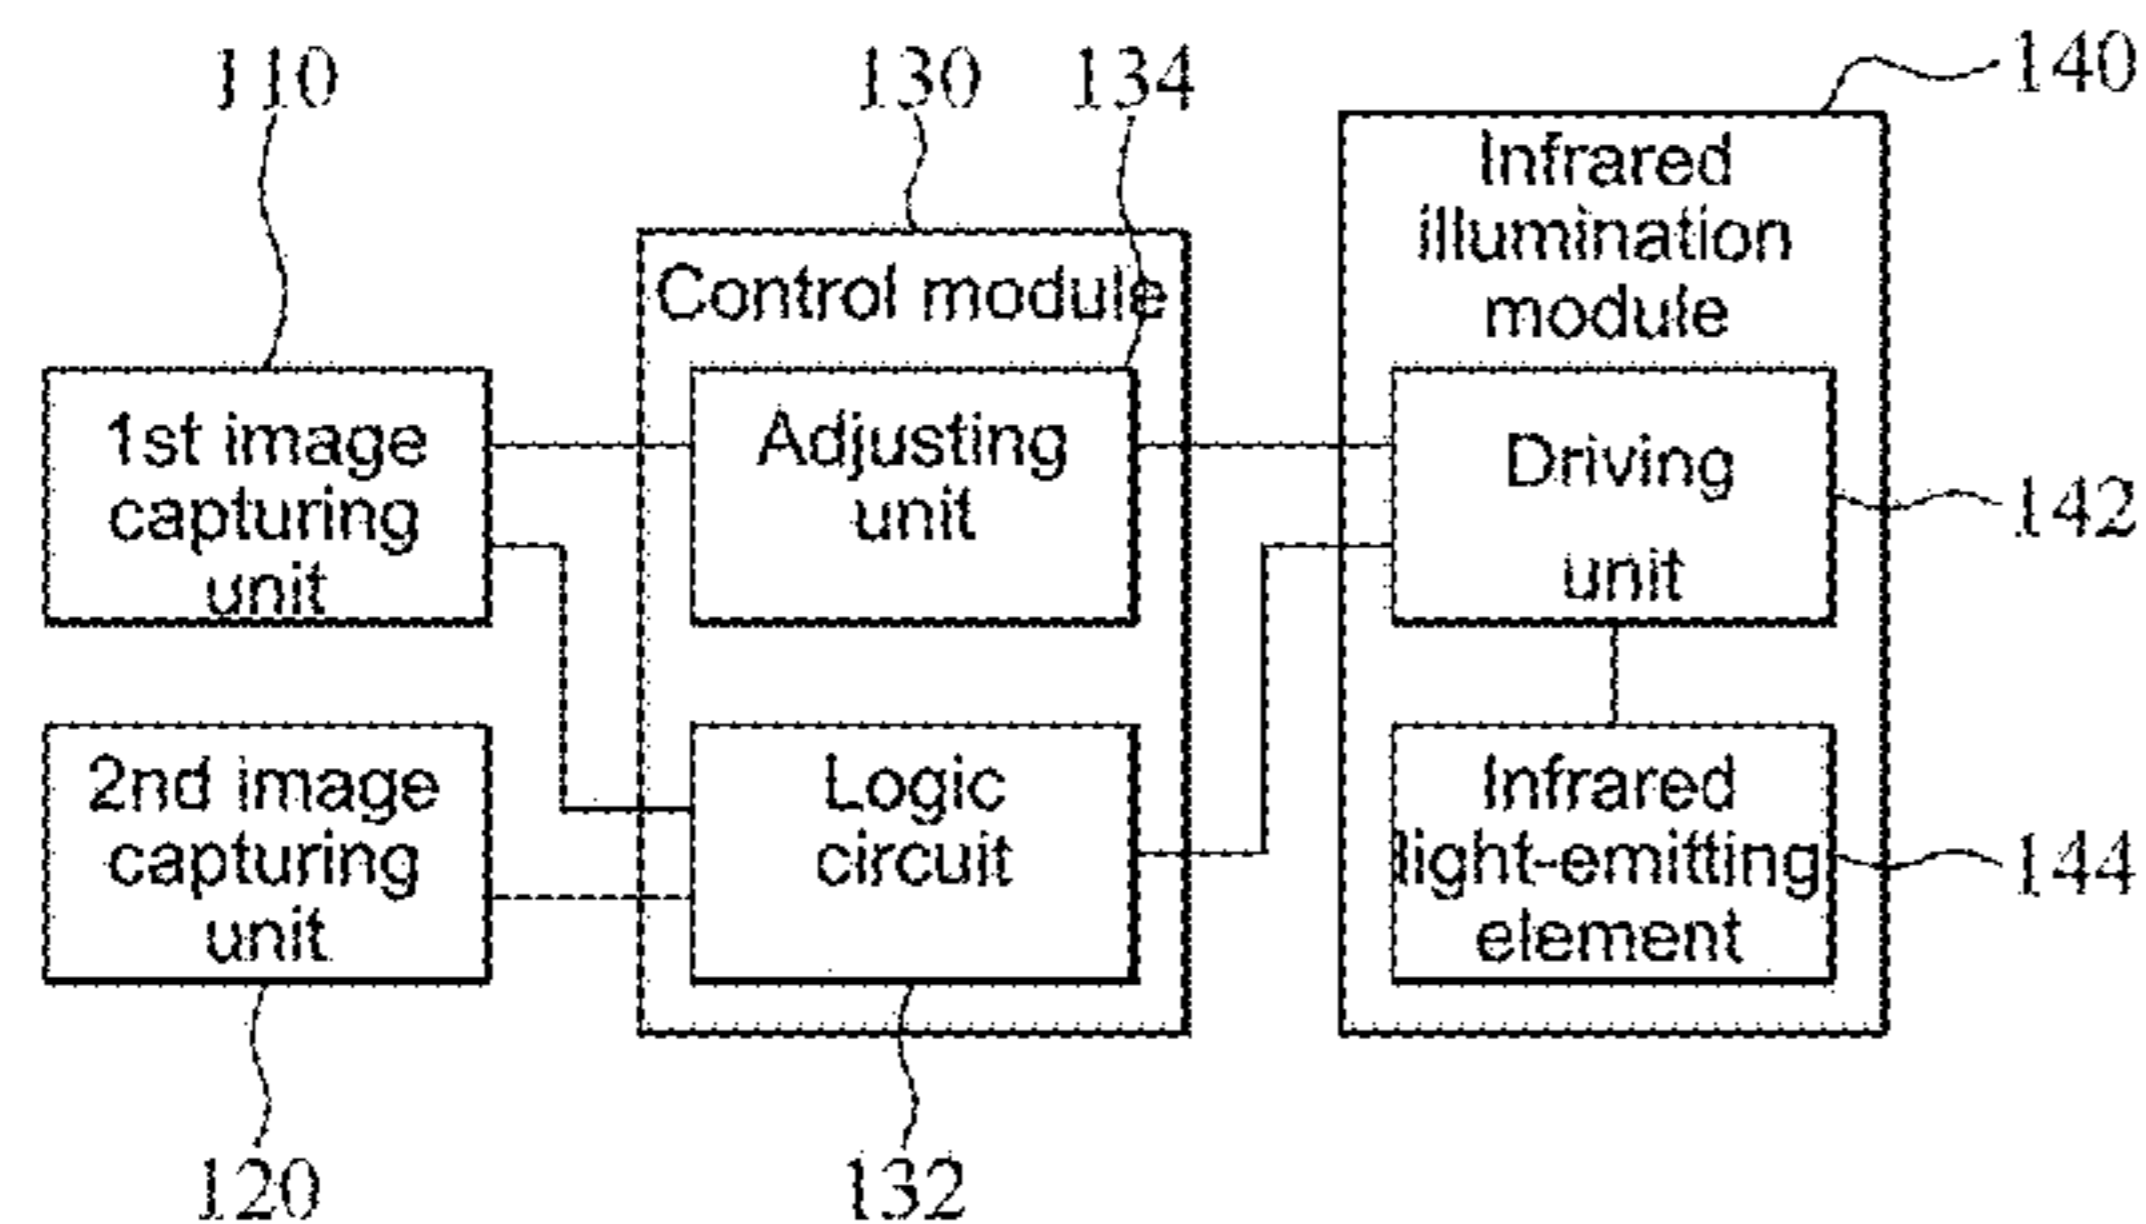 110
130
134
140
Infrared
illumination
module
Control module
1st image
capturing
unit
Adjusting
unit
Driving
unit
142
2nd image
capturing
unit
Logic
circuit
Infrared
light-emitting
element
144
120
132